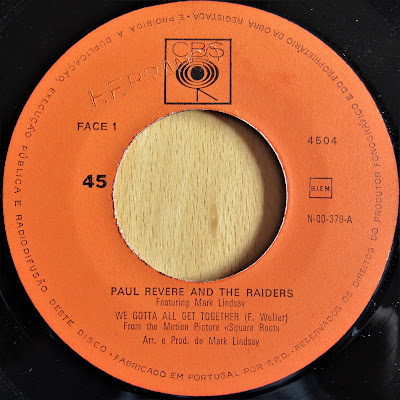 CBS
FACE 1
45
4504
B.I.E.M.
N-00-379-A
PAUL REVERE AND THE RAIDERS
Featuring Mark Lindsay
WE GOTTA ALL GET TOGETHER (F. Weller)
From the Motion Picture «Square Root»
Arr. e Prod. de Mark Lindsay
RESERVADOS OS DIREITOS DO PRODUTOR FONOGRÁFICO E DO PROPRIETÁRIO DA OBRA REGISTADA • É PROIBIDA A DUPLICAÇÃO, EXECUÇÃO PÚBLICA E RADIODIFUSÃO DESTE DISCO • FABRICADO EM PORTUGAL POR F.P.D. •